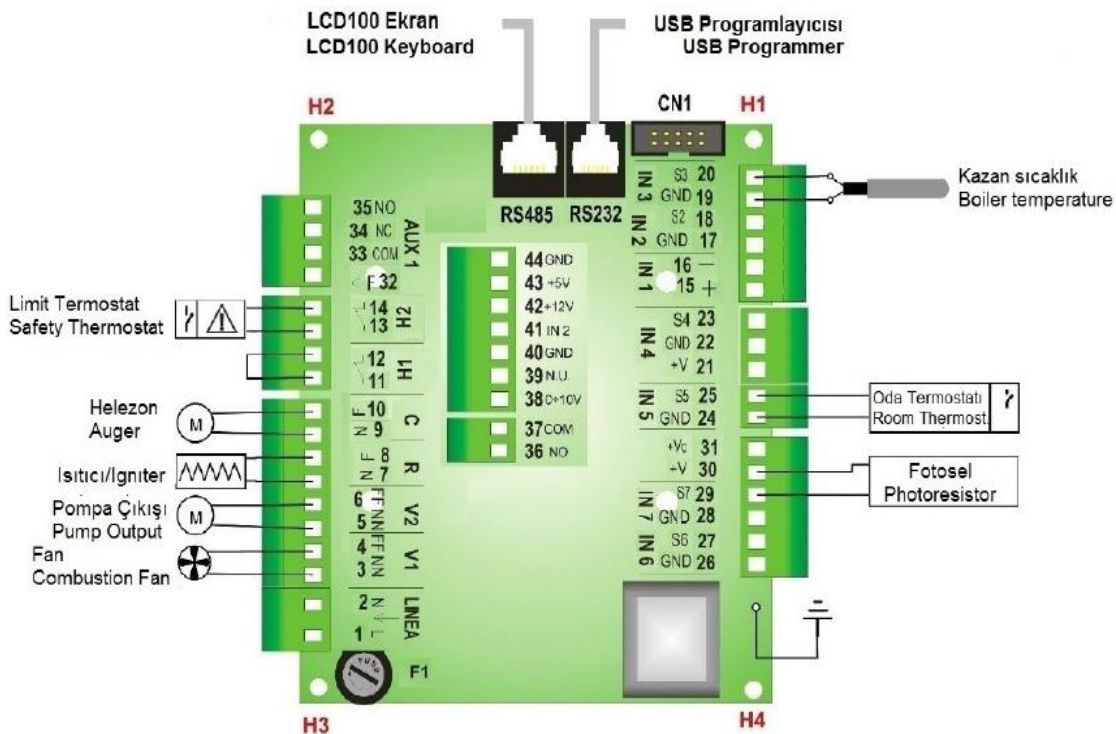 LCD100 Ekran
LCD100 Keyboard
USB Programlayıcısı
USB Programmer
H2
CN1
H1
RS485
RS232
35 NO
34 NC
33 COM
F 32
AUX 1
14
13
H2
12
11
H1
F 10
N 9
C
F 8
N 7
R
6 FF
5 NN
V2
4 FF
3 NN
V1
2 N
1 L
LINEA
F1
FUSE
44 GND
43 +5V
42 +12V
41 IN 2
40 GND
39 N.U.
38 0÷10V
37 COM
36 NO
IN 3
S3 20
GND 19
IN 2
S2 18
GND 17
IN 1
16 —
15 +
IN 4
S4 23
GND 22
+V 21
IN 5
S5 25
GND 24
+Vc 31
+V 30
IN 7
S7 29
GND 28
IN 6
S6 27
GND 26
Limit Termostat
Safety Thermostat
Helezon
Auger
M
Isıtıcı/Ignıter
Pompa Çıkışı
Pump Output
M
Fan
Combustion Fan
Kazan sıcaklık
Boiler temperature
Oda Termostatı
Room Thermost.
Fotosel
Photoresistor
H3
H4